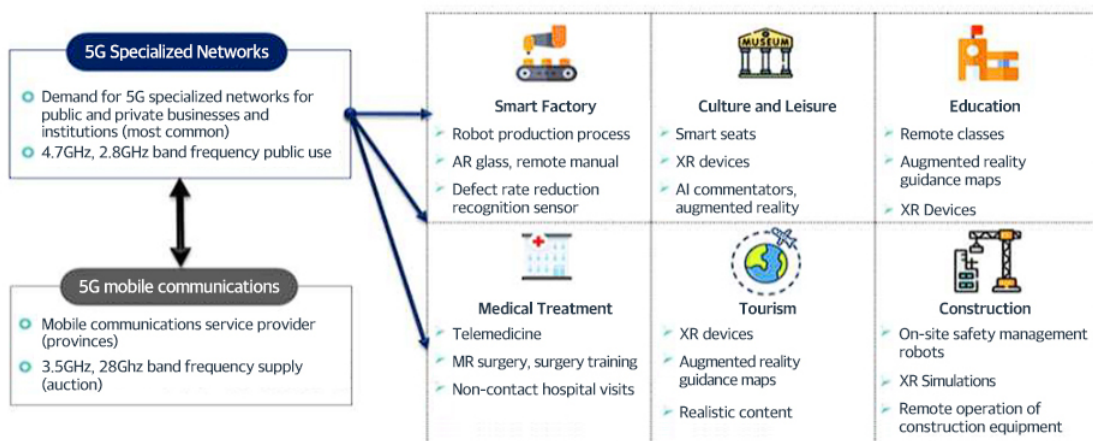 5G Specialized Networks
Demand for 5G specialized networks for
public and private businesses and
institutions (most common)
4.7GHz, 2.8GHz band frequency public use
5G mobile communications
Mobile communications service provider
(provinces)
3.5GHz, 28Ghz band frequency supply
(auction)
Smart Factory
Robot production process
AR glass, remote manual
Defect rate reduction
recognition sensor
MUSEUM
Culture and Leisure
Smart seats
XR devices
AI commentators,
augmented reality
Education
Remote classes
Augmented reality
guidance maps
XR Devices
Medical Treatment
Telemedicine
MR surgery, surgery training
Non-contact hospital visits
Tourism
XR devices
Augmented reality
guidance maps
Realistic content
Construction
On-site safety management
robots
XR Simulations
Remote operation of
construction equipment